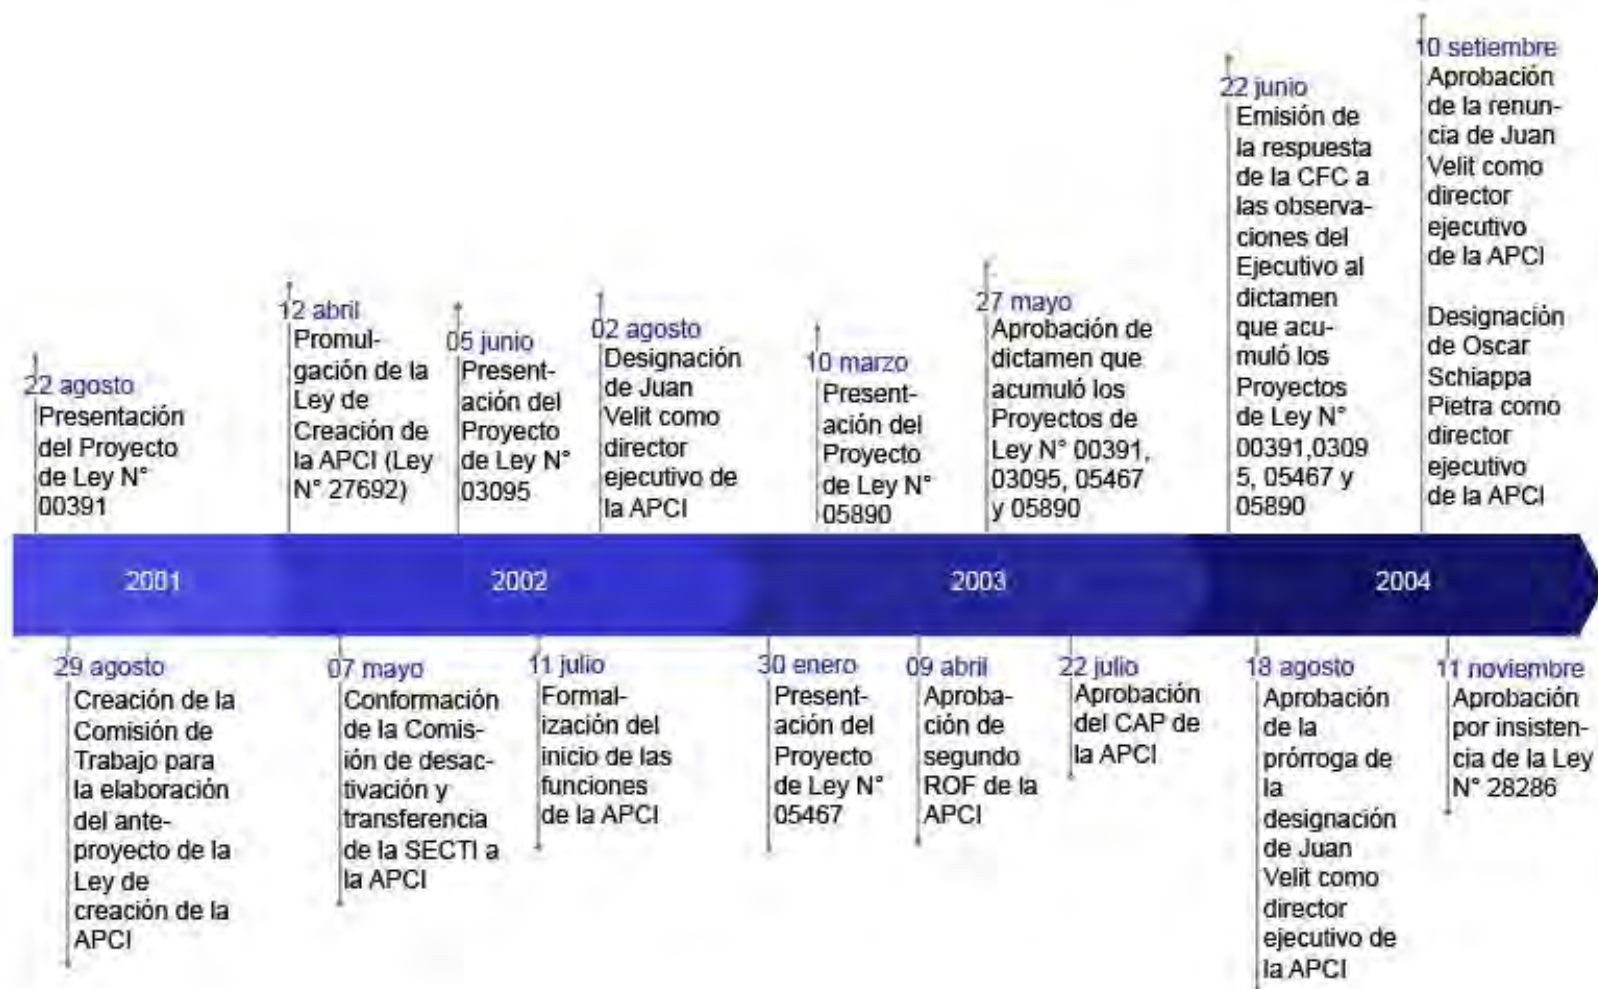 22 agosto
Presentación
del Proyecto
de Ley N°
00391
12 abril
Promul-
gación de la
Ley de
Creación de
la APCI (Ley
N° 27692)
05 junio
Present-
ación del
Proyecto
de Ley N°
03095
02 agosto
Designación
de Juan
Velit como
director
ejecutivo de
la APCI
10 marzo
Present-
ación del
Proyecto
de Ley N°
05890
27 mayo
Aprobación de
dictamen que
acumuló los
Proyectos de
Ley N° 00391,
03095, 05467
y 05890
22 junio
Emisión de
la respuesta
de la CFC a
las observa-
ciones del
Ejecutivo al
dictamen
que acu-
muló los
Proyectos
de Ley N°
00391,0309
5, 05467 y
05890
10 setiembre
Aprobación
de la renun-
cia de Juan
Velit como
director
ejecutivo
de la APCI
Designación
de Oscar
Schiappa
Pietra como
director
ejecutivo
de la APCI
2001
2002
2003
2004
29 agosto
Creación de la
Comisión de
Trabajo para
la elaboración
del ante-
proyecto de la
Ley de
creación de la
APCI
07 mayo
Conformación
de la Comis-
ión de desac-
tivación y
transferencia
de la SECTI a
la APCI
11 julio
Formal-
ización del
inicio de las
funciones
de la APCI
30 enero
Present-
ación del
Proyecto
de Ley N°
05467
09 abril
Aproba-
ción de
segundo
ROF de la
APCI
22 julio
Aprobación
del CAP de
la APCI
18 agosto
Aprobación
de la
prórroga de
la
designación
de Juan
Velit como
director
ejecutivo de
la APCI
11 noviembre
Aprobación
por insisten-
cia de la Ley
N° 28286